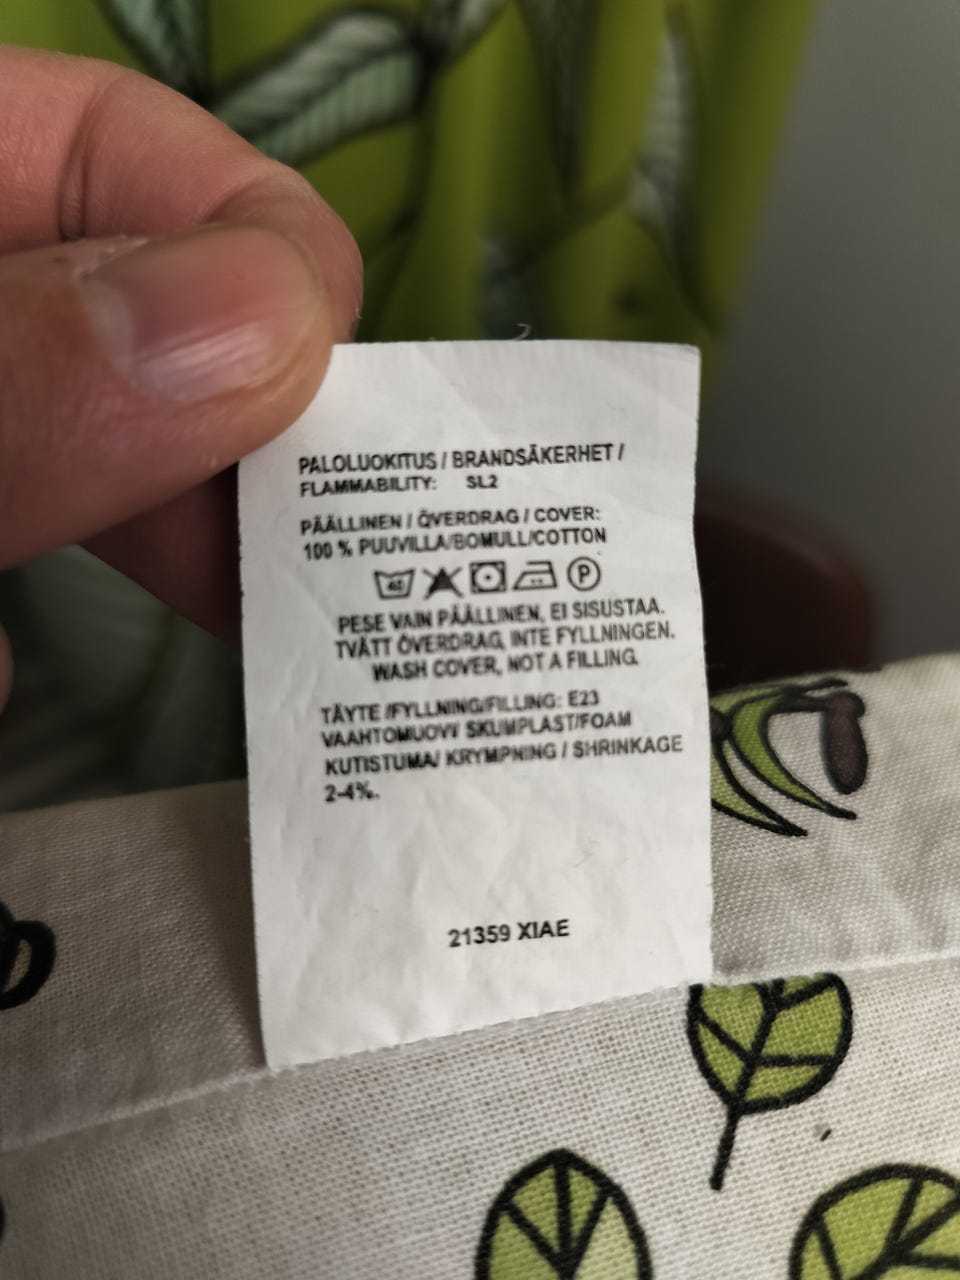 PALOLUOKITUS / BRANDSÄKERHET /
FLAMMABILITY: SL2
PÄÄLLINEN / ÖVERDRAG / COVER:
100 % PUUVILLA/BOMULL/COTTON
40 P
PESE VAIN PÄÄLLINEN, EI SISUSTAA.
TVÄTT ÖVERDRAG, INTE FYLLNINGEN.
WASH COVER, NOT A FILLING.
TÄYTE /FYLLNING/FILLING: E23
VAAHTOMUOVI/ SKUMPLAST/FOAM
KUTISTUMA/ KRYMPNING / SHRINKAGE
2-4%.
21359 XIAE